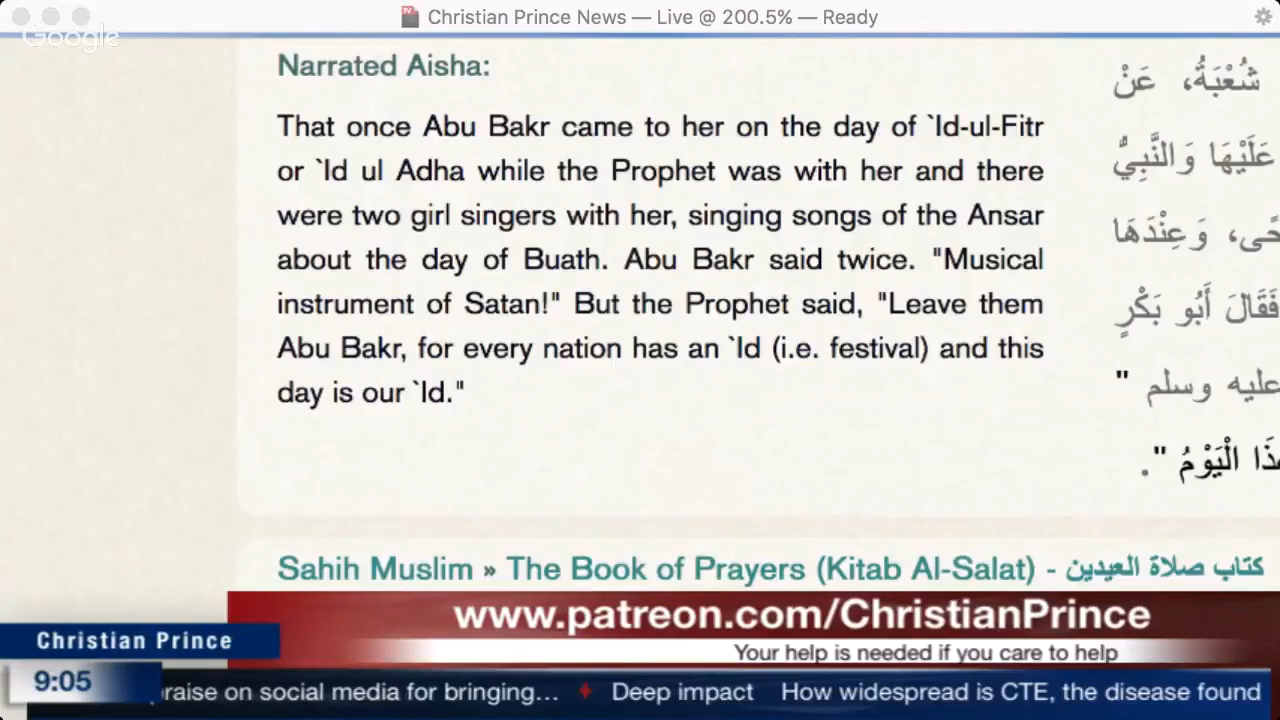 Christian Prince News — Live @ 200.5% — Ready
Google
Narrated Aisha:
That once Abu Bakr came to her on the day of `Id-ul-Fitr
or `Id ul Adha while the Prophet was with her and there
were two girl singers with her, singing songs of the Ansar
about the day of Buath. Abu Bakr said twice. "Musical
instrument of Satan!" But the Prophet said, "Leave them
Abu Bakr, for every nation has an `Id (i.e. festival) and this
day is our `Id."
شُعْبَةُ، عَنْ
عَلَيْهَا وَالنَّبِيُّ
حًى، وَعِنْدَهَا
فَقَالَ أَبُو بَكْرٍ
عليه وسلم "
هَذَا الْيَوْمُ ".
Sahih Muslim » The Book of Prayers (Kitab Al-Salat) - كتاب صلاة العيدين
www.patreon.com/ChristianPrince
Your help is needed if you care to help
Christian Prince
9:05
raise on social media for bringing... Deep impact How widespread is CTE, the disease found